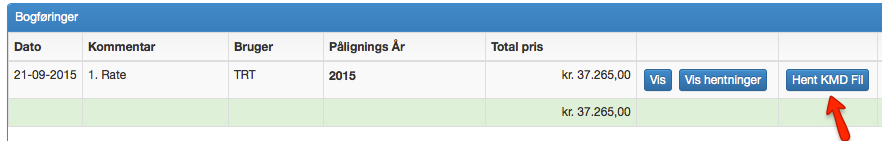 Bogføringer
Dato Kommentar Bruger Pålignings År Total pris
21-09-2015 1. Rate TRT 2015 kr. 37.265,00 Vis Vis hentninger Hent KMD Fil
kr. 37.265,00